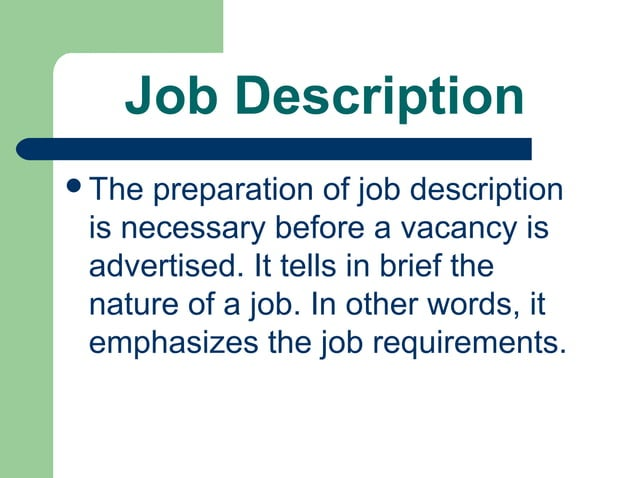 Job Description
The preparation of job description
is necessary before a vacancy is
advertised. It tells in brief the
nature of a job. In other words, it
emphasizes the job requirements.